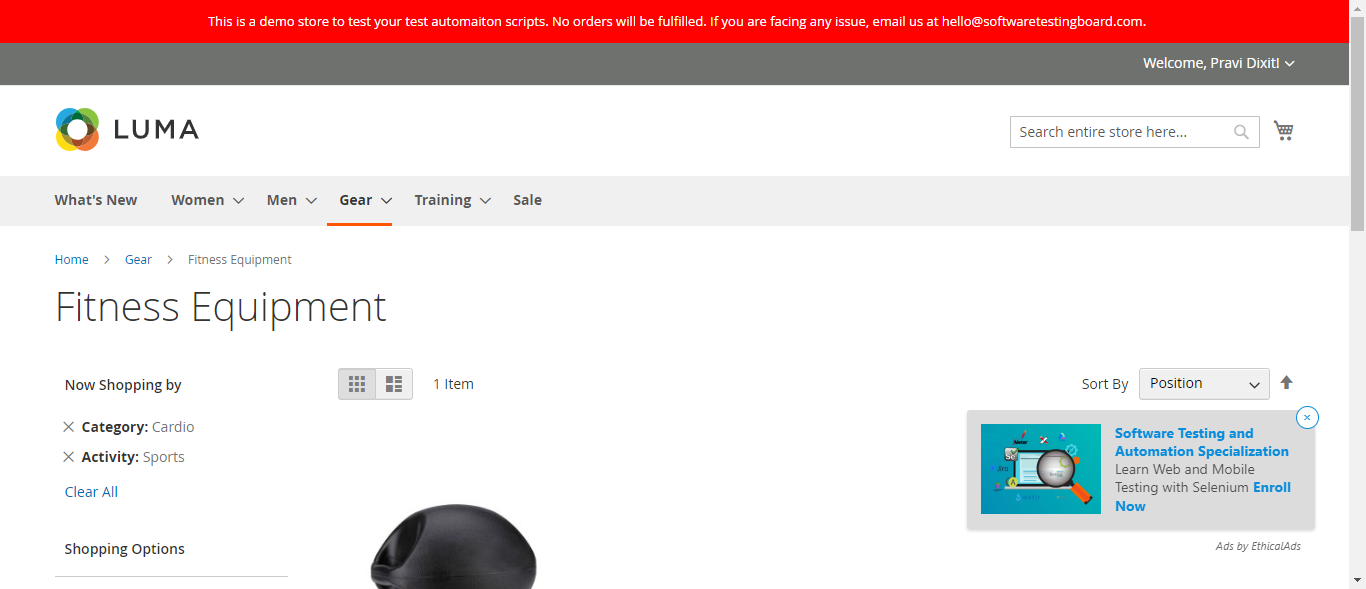 This is a demo store to test your test automaiton scripts. No orders will be fulfilled. If you are facing any issue, email us at hello@softwaretestingboard.com.
Welcome, Pravi Dixit!
LUMA
Search entire store here...
What's New
Women
Men
Gear
Training
Sale
Home > Gear > Fitness Equipment
Fitness Equipment
Now Shopping by
Category: Cardio
Activity: Sports
Clear All
Shopping Options
1 Item
Sort By
Position
Software Testing and
Automation Specialization
Learn Web and Mobile
Testing with Selenium Enroll
Now
Ads by EthicalAds